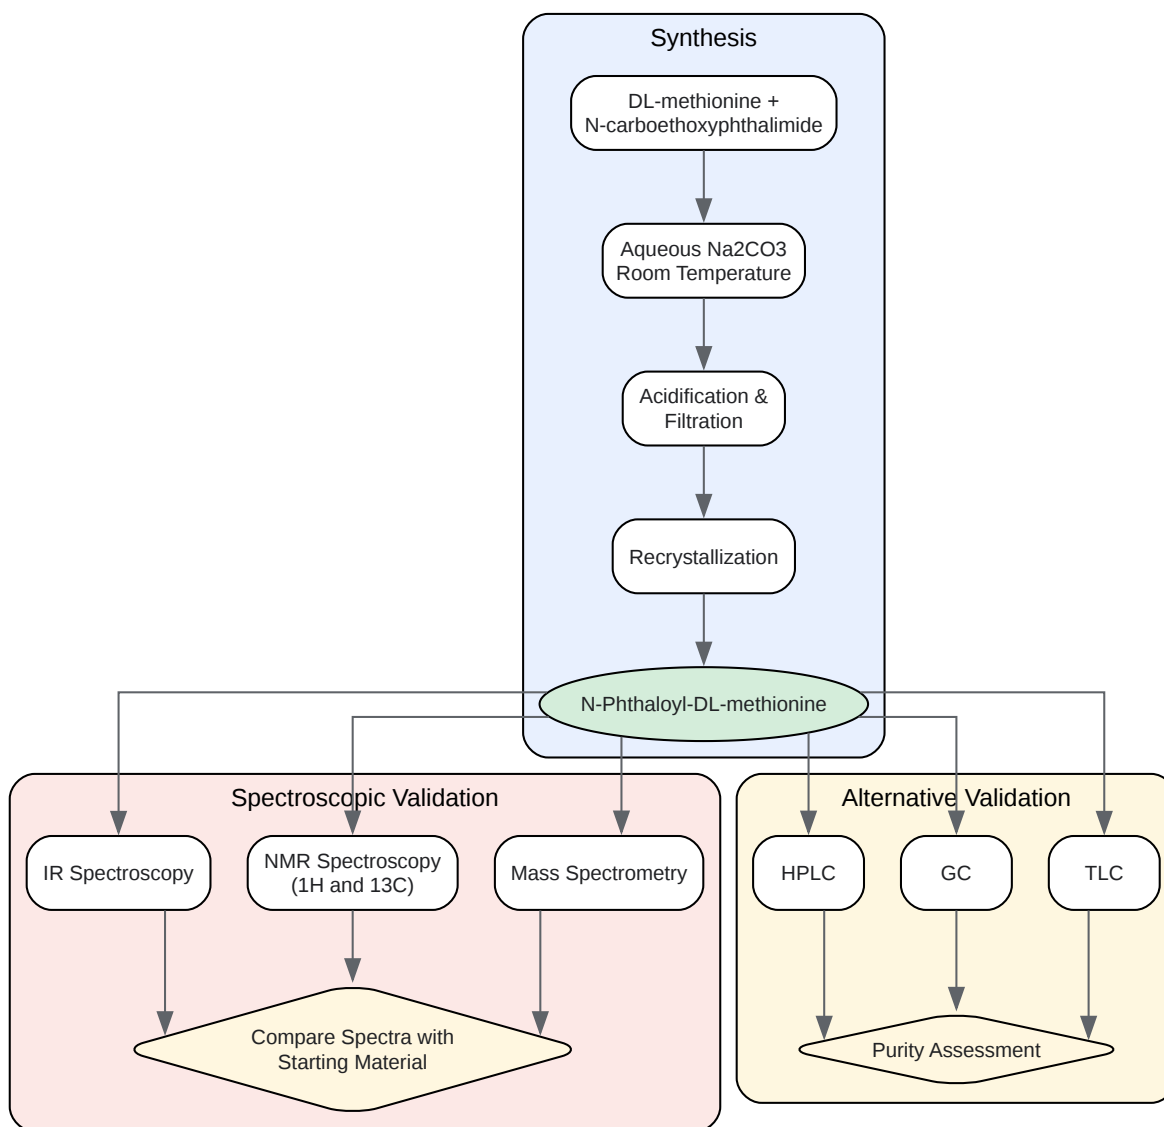 Synthesis
DL-methionine +
N-carboethoxyphthalimide
Aqueous Na2CO3
Room Temperature
Acidification &
Filtration
Recrystallization
N-Phthaloyl-DL-methionine
Spectroscopic Validation
IR Spectroscopy
NMR Spectroscopy
(1H and 13C)
Mass Spectrometry
Compare Spectra with
Starting Material
Alternative Validation
HPLC
GC
TLC
Purity Assessment